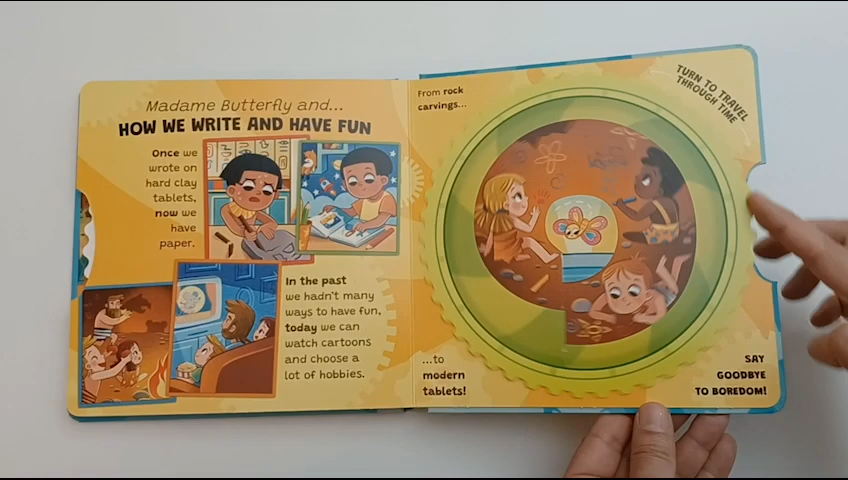 Madame Butterfly and...
HOW WE WRITE AND HAVE FUN
Once we
wrote on
hard clay
tablets,
now we
have
paper.
In the past
we hadn't many
ways to have fun,
today we can
watch cartoons
and choose a
lot of hobbies.
From rock
carvings...
TURN TO TRAVEL
THROUGH TIME
...to
modern
tablets!
SAY
GOODBYE
TO BOREDOM!